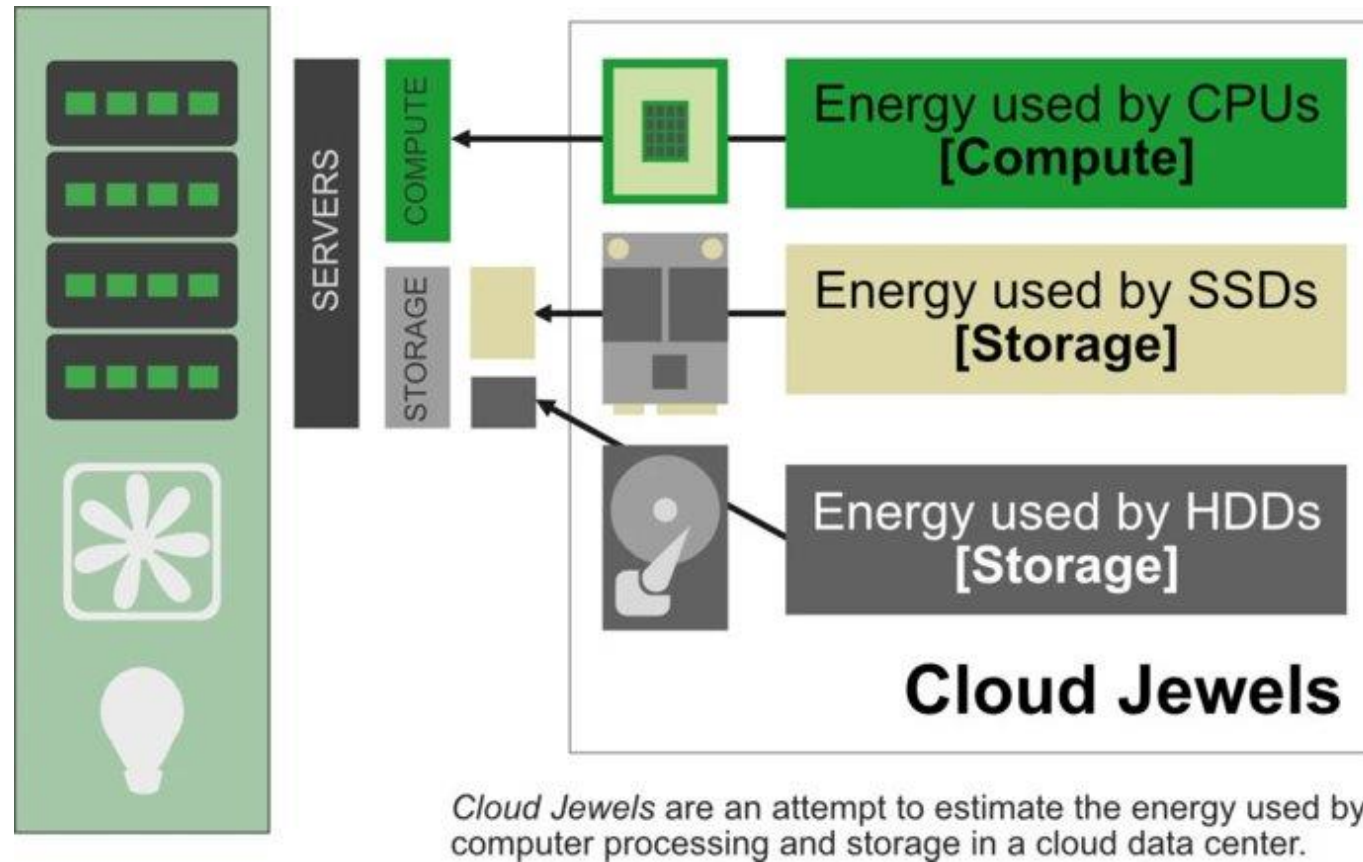 SERVERS
COMPUTE
STORAGE
Energy used by CPUs
[Compute]
Energy used by SSDs
[Storage]
Energy used by HDDs
[Storage]
Cloud Jewels
Cloud Jewels are an attempt to estimate the energy used by
computer processing and storage in a cloud data center.